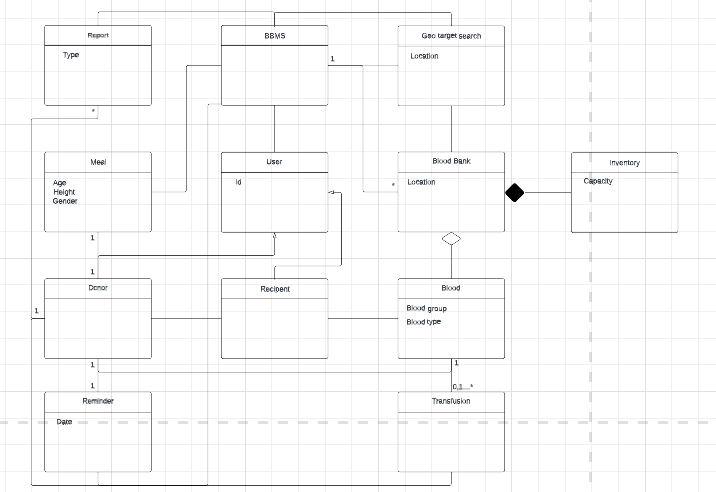 Report
BBMS
Geo target search
Type
Location
1
*
Meal
User
Blood Bank
Inventory
Age
Height
Gender
Id
Location
*
Capacity
1
1
Donor
Recipent
Blood
Blood group
Blood type
1
1
1
1
0,1...*
Reminder
Transfusion
Date